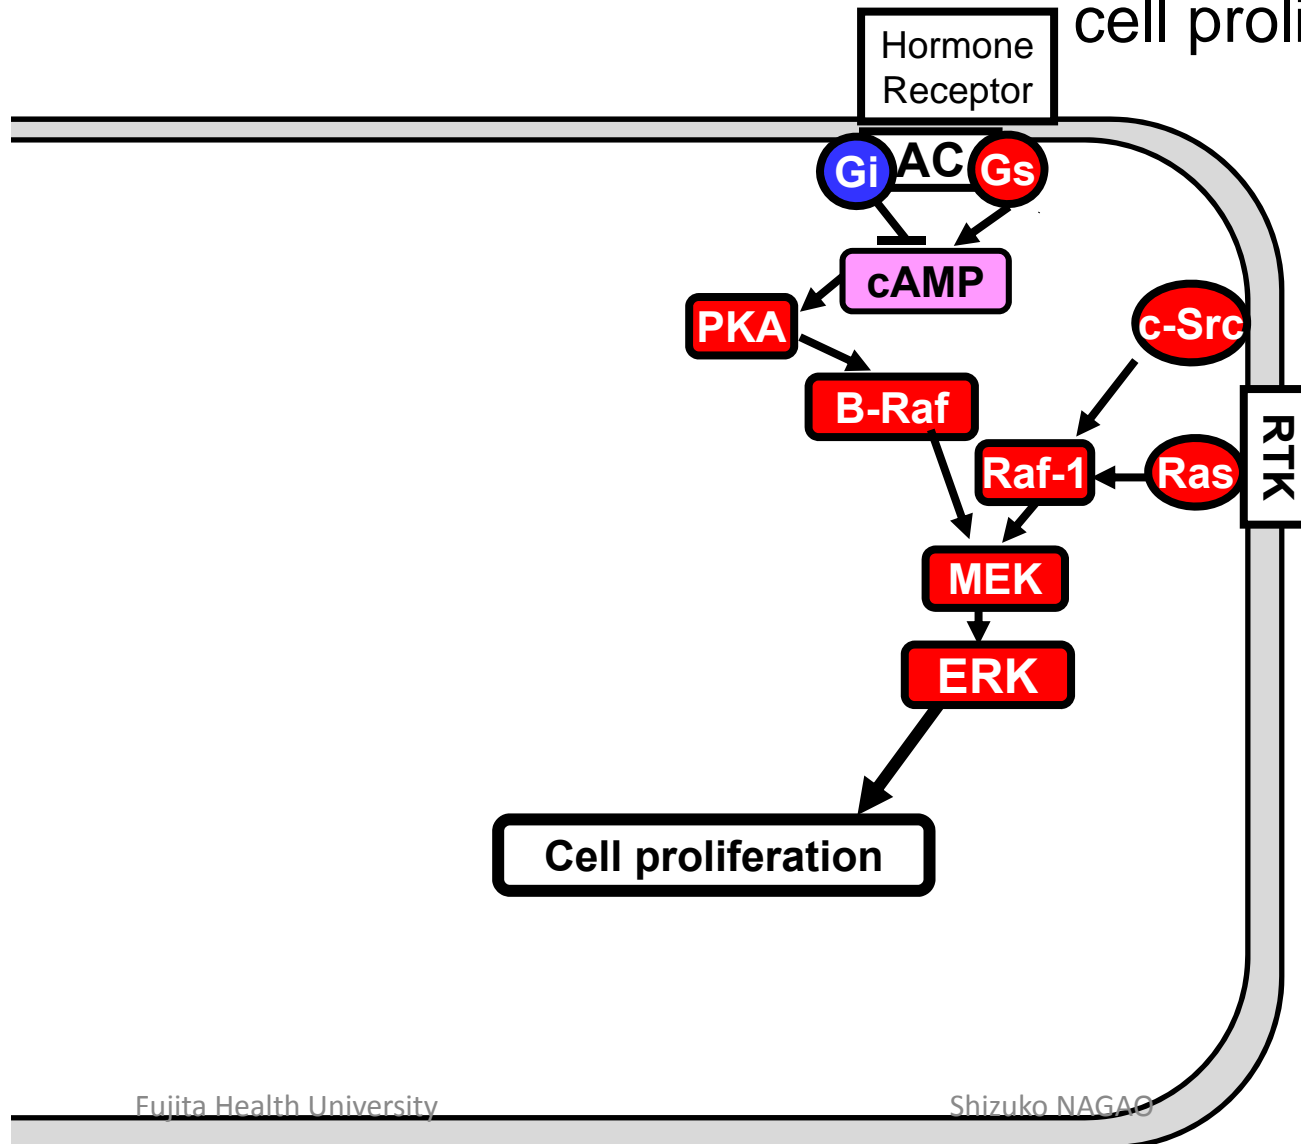 cell proli
Hormone
Receptor
Gi
AC
Gs
cAMP
PKA
c-Src
B-Raf
Raf-1
Ras
RTK
MEK
ERK
Cell proliferation
Fujita Health University
Shizuko NAGAO